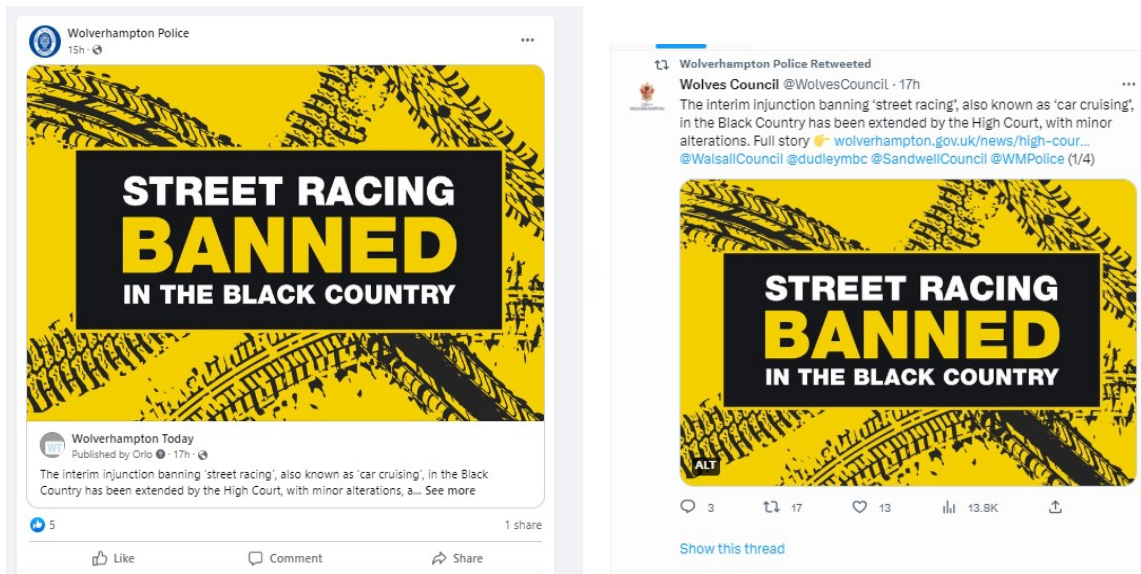 Wolverhampton Police
15h ·
STREET RACING
BANNED
IN THE BLACK COUNTRY
WT
Wolverhampton Today
Published by Orlo · 17h ·
The interim injunction banning 'street racing', also known as 'car cruising', in the Black
Country has been extended by the High Court, with minor alterations, a... See more
5
1 share
Like
Comment
Share
Wolverhampton Police Retweeted
Wolves Council @WolvesCouncil · 17h
The interim injunction banning 'street racing', also known as 'car cruising',
in the Black Country has been extended by the High Court, with minor
alterations. Full story 👉 wolverhampton.gov.uk/news/high-cour...
@WalsallCouncil @dudleymbc @SandwellCouncil @WMPolice (1/4)
STREET RACING
BANNED
IN THE BLACK COUNTRY
ALT
3
17
13
13.8K
Show this thread